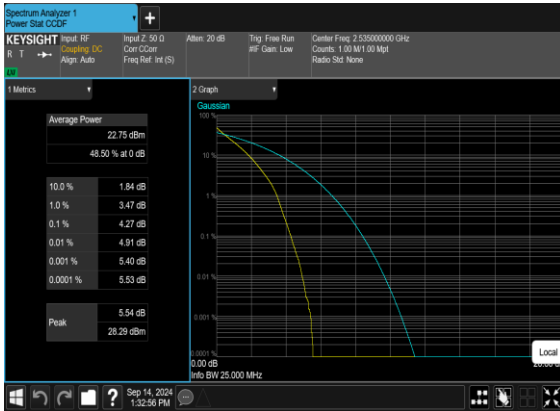 Spectrum Analyzer 1
Power Stat CCDF
KEYSIGHT
R T
LV
Input: RF
Coupling: DC
Align: Auto
Input Z: 50 Ω
Corr CCorr
Freq Ref: Int (S)
Atten: 20 dB
Trig: Free Run
#IF Gain: Low
Center Freq: 2.535000000 GHz
Counts: 1.00 M/1.00 Mpt
Radio Std: None
1 Metrics
Average Power
22.75 dBm
48.50 % at 0 dB
10.0 % 1.84 dB
1.0 % 3.47 dB
0.1 % 4.27 dB
0.01 % 4.91 dB
0.001 % 5.40 dB
0.0001 % 5.53 dB
Peak
5.54 dB
28.29 dBm
2 Graph
Gaussian
100 %
10 %
1 %
0.1 %
0.01 %
0.001 %
0.0001 %
0.00 dB
Info BW 25.000 MHz
Local
Sep 14, 2024
1:32:56 PM